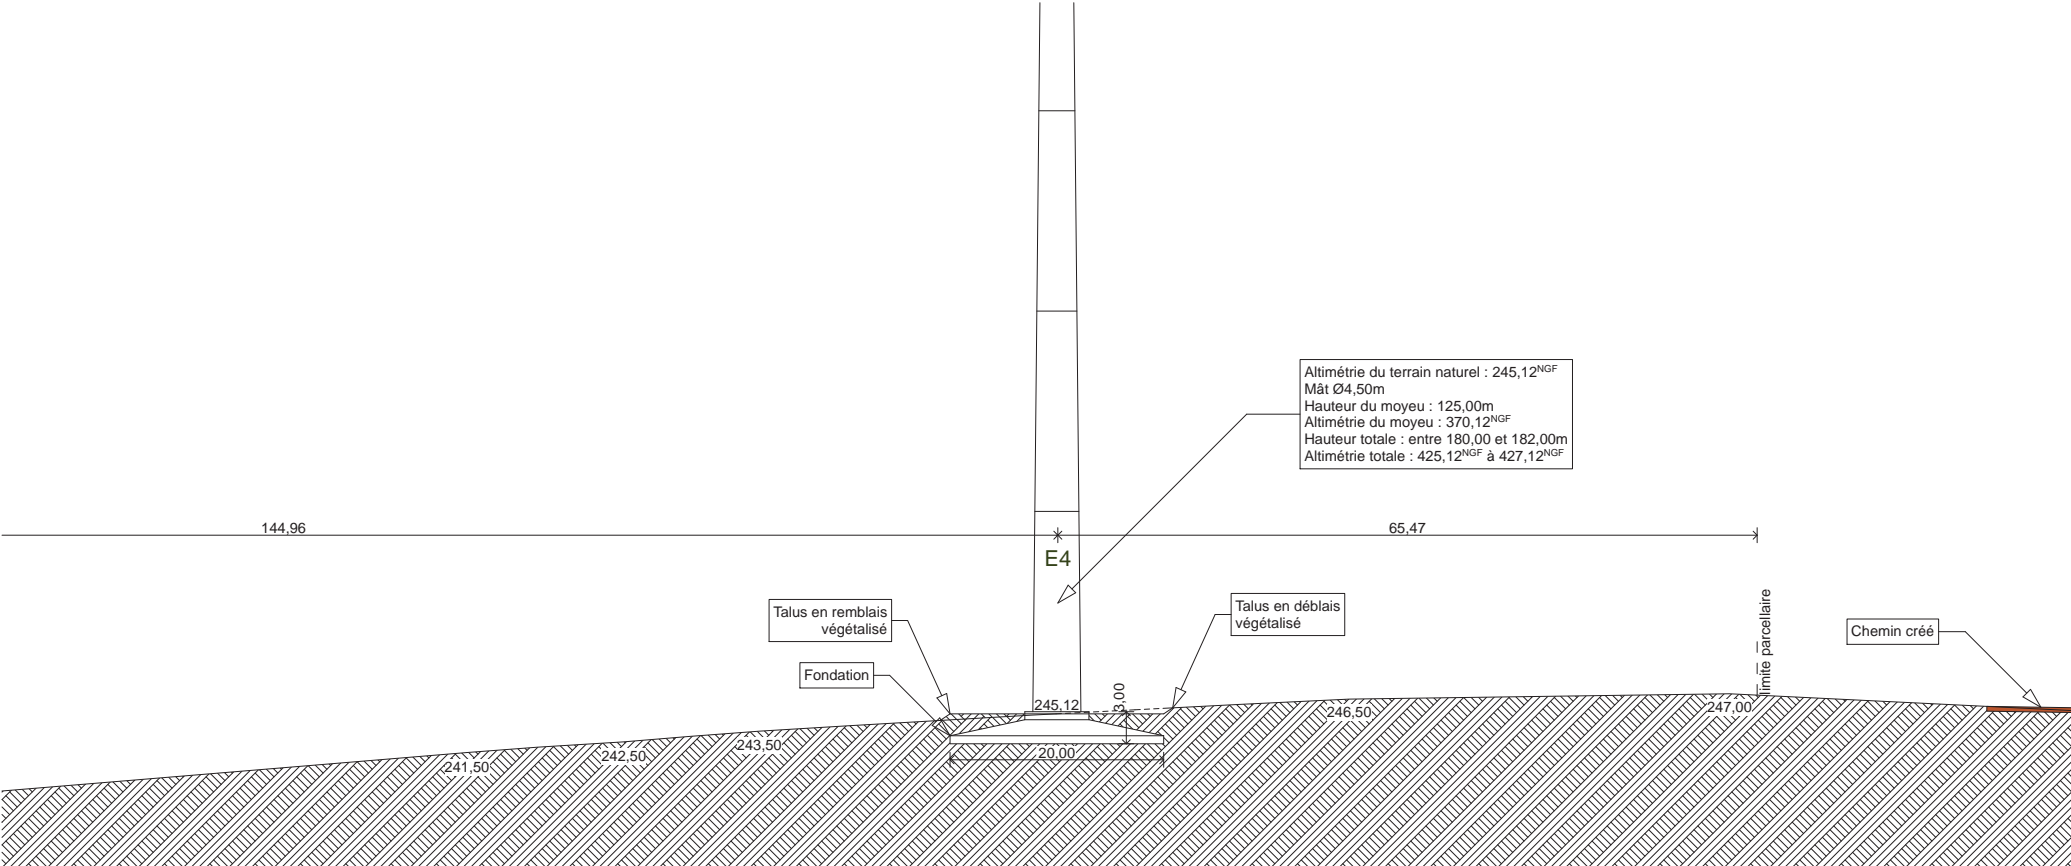 Altimétrie du terrain naturel : 245,12NGF
Mât Ø4,50m
Hauteur du moyeu : 125,00m
Altimétrie du moyeu : 370,12NGF
Hauteur totale : entre 180,00 et 182,00m
Altimétrie totale : 425,12NGF à 427,12NGF
144,96
65,47
E4
Talus en remblais
végétalisé
Talus en déblais
végétalisé
limite parcellaire
Chemin créé
Fondation
245,12
3,00
246,50
247,00
243,50
242,50
241,50
20,00